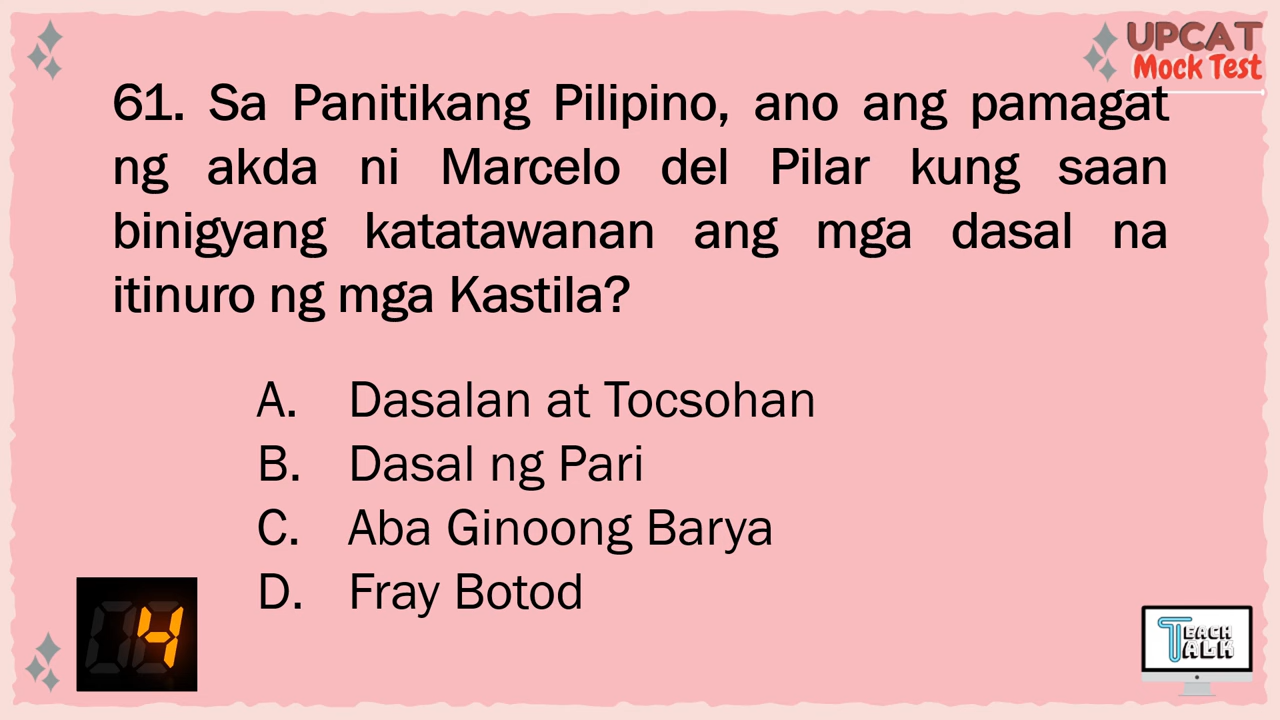 UPCAT
Mock Test
61. Sa Panitikang Pilipino, ano ang pamagat
ng akda ni Marcelo del Pilar kung saan
binigyang katatawanan ang mga dasal na
itinuro ng mga Kastila?
A. Dasalan at Tocsohan
B. Dasal ng Pari
C. Aba Ginoong Barya
D. Fray Botod
4
TEACH
TALK